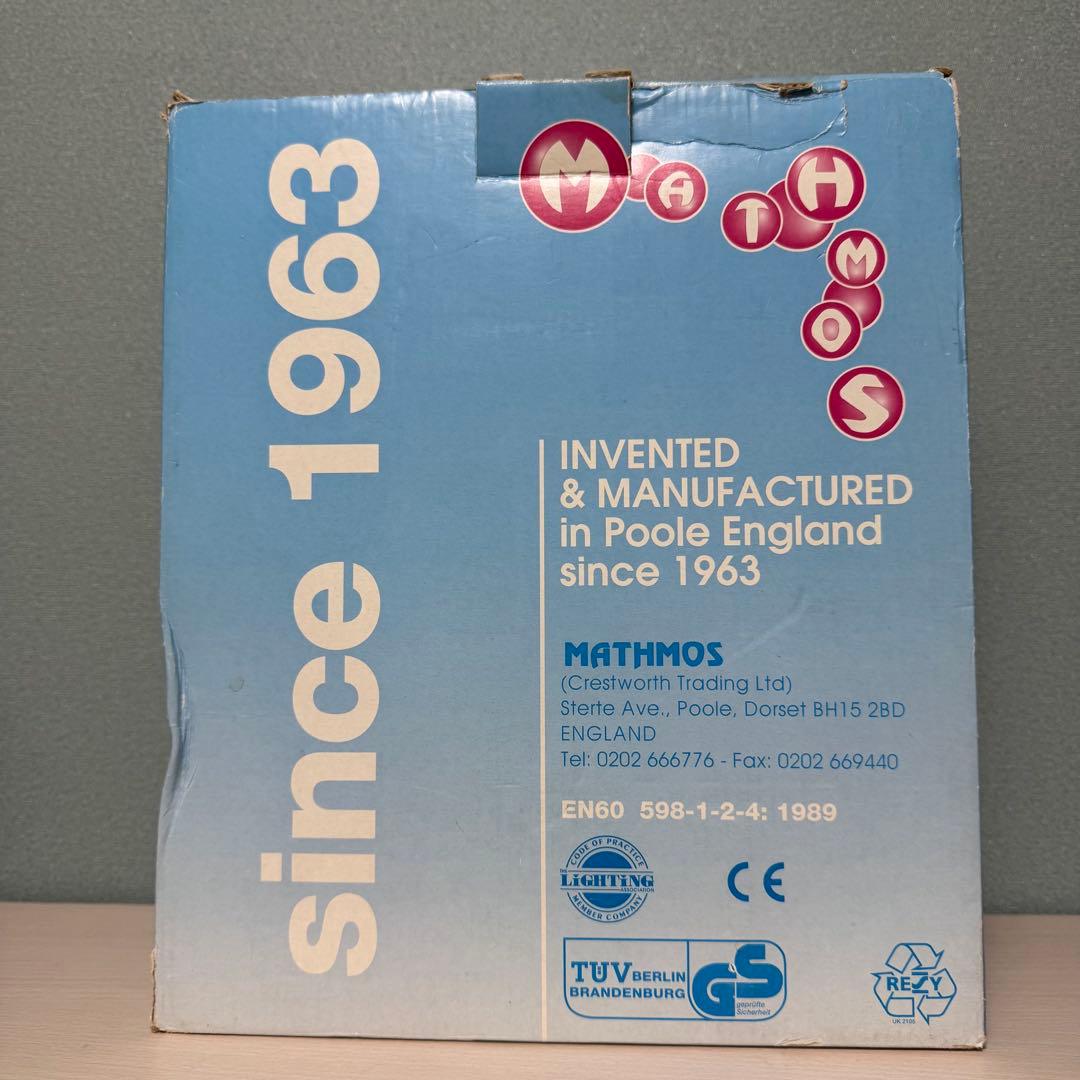 since 1963
MATHMOS
INVENTED
& MANUFACTURED
in Poole England
since 1963
MATHMOS
(Crestworth Trading Ltd)
Sterte Ave., Poole, Dorset BH15 2BD
ENGLAND
Tel: 0202 666776 - Fax: 0202 669440
EN60 598-1-2-4: 1989
CODE OF PRACTICE
THE
LiGHTiNG
ASSOCIATION
MEMBER COMPANY
CE
TÜV BERLIN
BRANDENBURG
GS
geprüfte
Sicherheit
RESY
UK 2105